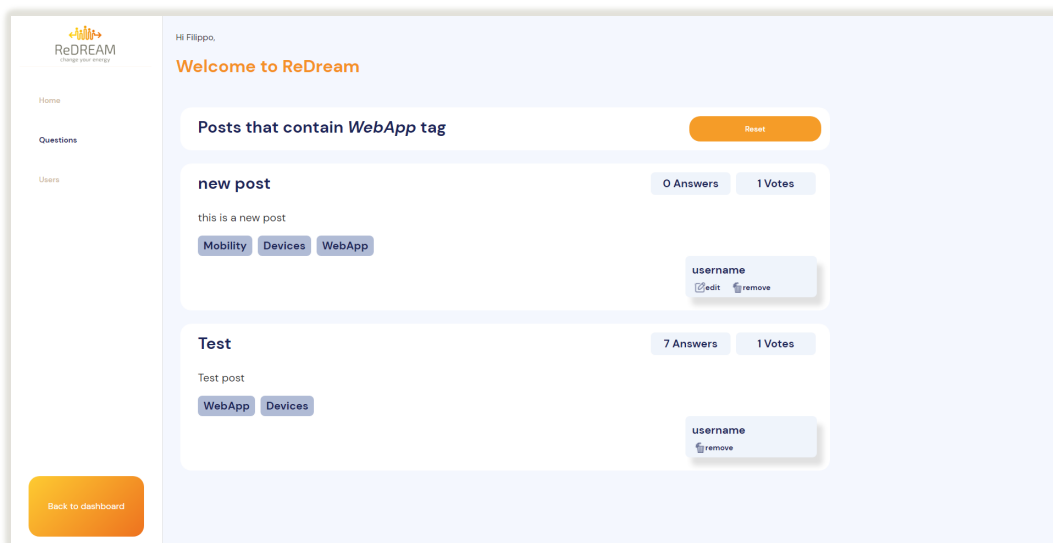 ReDREAM
change your energy
Home
Questions
Users
Back to dashboard
Hi Filippo,
Welcome to ReDream
Posts that contain WebApp tag
Reset
new post
0 Answers
1 Votes
this is a new post
Mobility Devices WebApp
username
edit remove
Test
7 Answers
1 Votes
Test post
WebApp Devices
username
remove